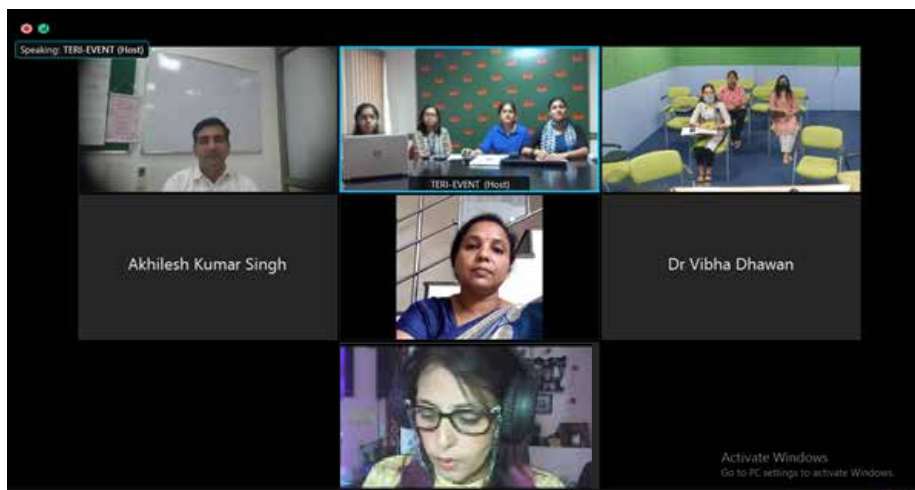 Speaking: TERI-EVENT (Host)
TERI-EVENT (Host)
Akhilesh Kumar Singh
Dr Vibha Dhawan
Activate Windows
Go to PC settings to activate Windows.